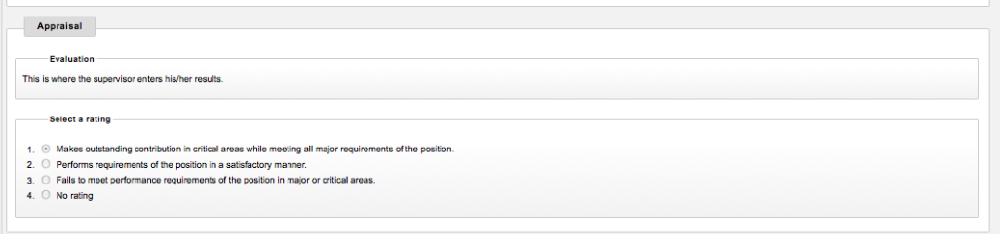 Appraisal
Evaluation
This is where the supervisor enters his/her results.
Select a rating
1. Makes outstanding contribution in critical areas while meeting all major requirements of the position.
2. Performs requirements of the position in a satisfactory manner.
3. Fails to meet performance requirements of the position in major or critical areas.
4. No rating